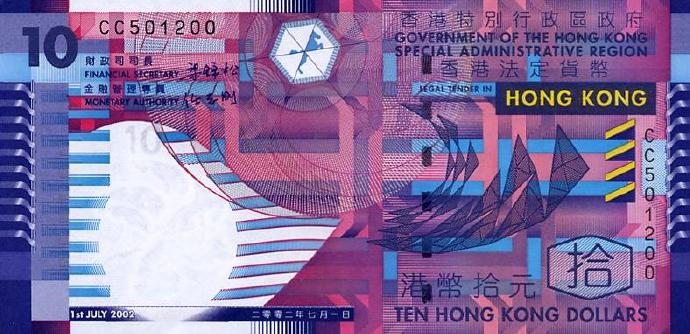 10
CC501200
財政司司長
FINANCIAL SECRETARY
金融管理專員
MONETARY AUTHORITY
10
1st JULY 2002
二零零二年七月一日
香港特別行政區政府
GOVERNMENT OF THE HONG KONG
SPECIAL ADMINISTRATIVE REGION
香港法定貨幣
LEGAL TENDER IN
HONG KONG
CC501200
拾
港幣拾元
TEN HONG KONG DOLLARS